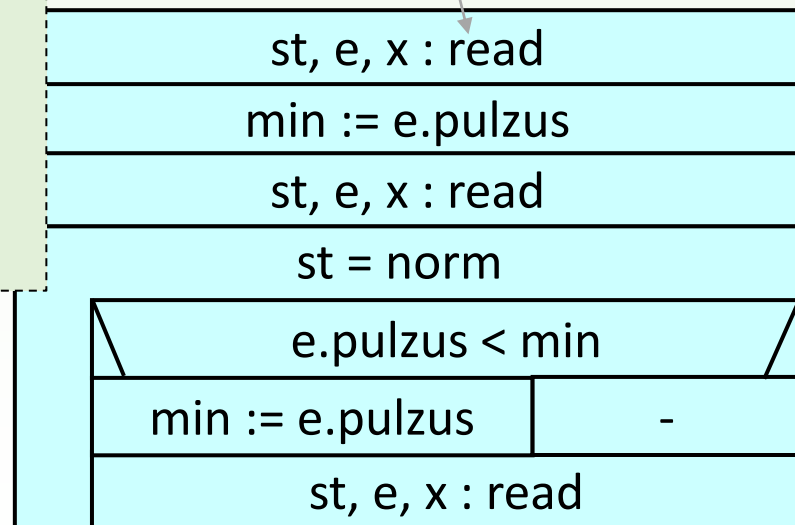 st, e, x : read
min := e.pulzus
st, e, x : read
st = norm
e.pulzus < min
min := e.pulzus
-
st, e, x : read